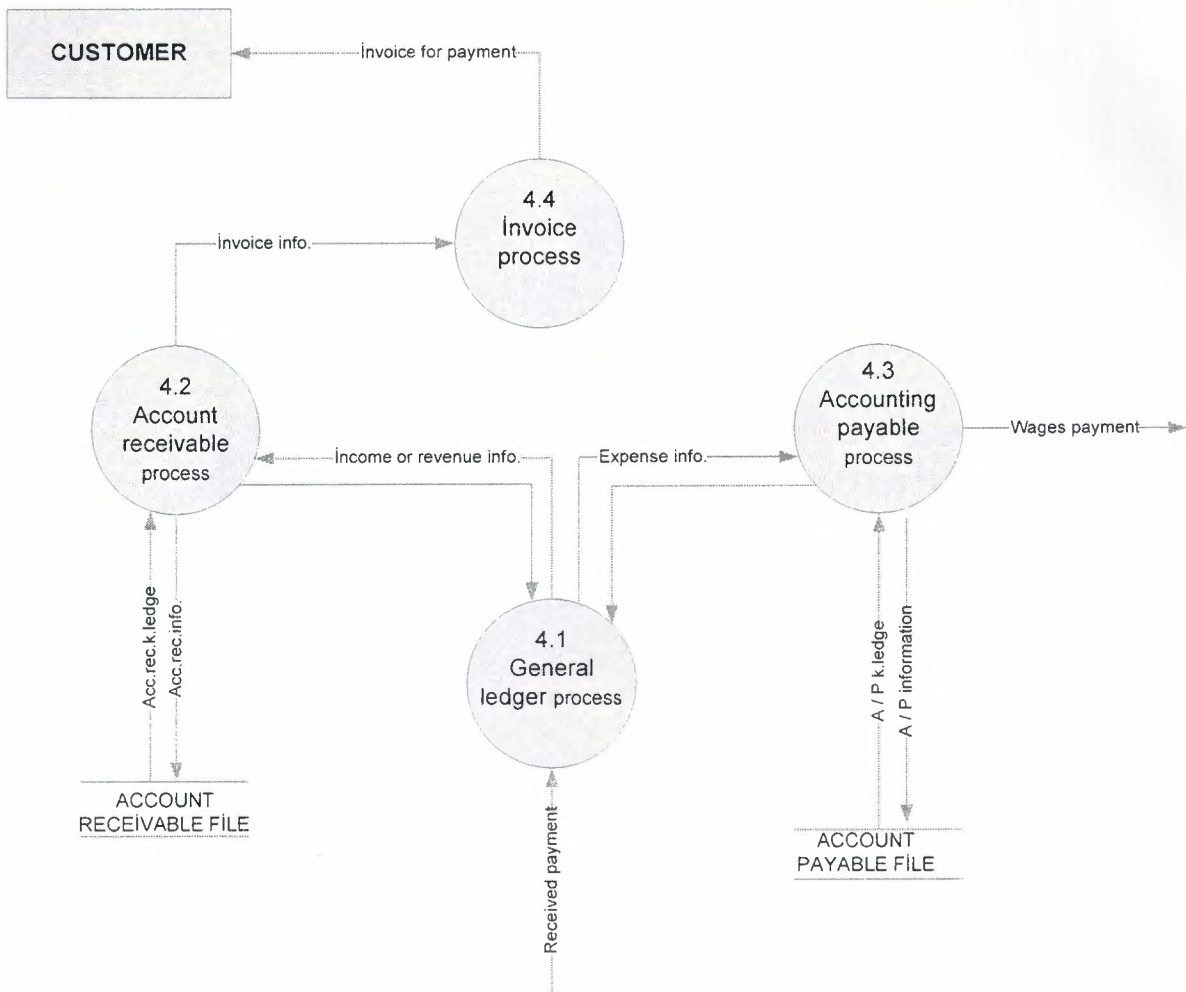 CUSTOMER
İnvoice for payment
4.4
İnvoice
process
İnvoice info.
4.2
Account
receivable
process
4.3
Accounting
payable
process
Wages payment
İncome or revenue info.
Expense info.
4.1
General
ledger process
Acc.rec.k.ledge
Acc.rec.info.
A / P k.ledge
A / P information
ACCOUNT
RECEİVABLE FİLE
Received payment
ACCOUNT
PAYABLE FİLE